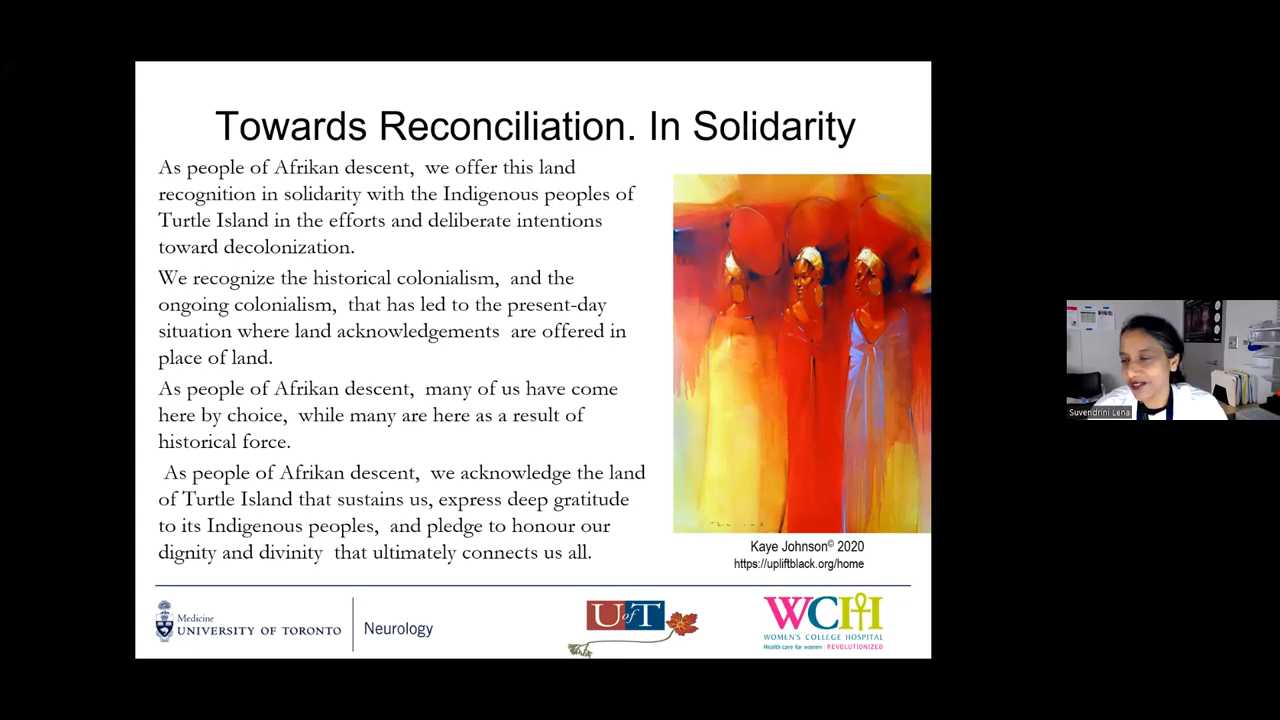 Towards Reconciliation. In Solidarity
As people of Afrikan descent, we offer this land
recognition in solidarity with the Indigenous peoples of
Turtle Island in the efforts and deliberate intentions
toward decolonization.
We recognize the historical colonialism, and the
ongoing colonialism, that has led to the present-day
situation where land acknowledgements are offered in
place of land.
As people of Afrikan descent, many of us have come
here by choice, while many are here as a result of
historical force.
As people of Afrikan descent, we acknowledge the land
of Turtle Island that sustains us, express deep gratitude
to its Indigenous peoples, and pledge to honour our
dignity and divinity that ultimately connects us all.
Kaye Johnson© 2020
https://upliftblack.org/home
Medicine
UNIVERSITY OF TORONTO
Neurology
U of T
WCH
WOMEN'S COLLEGE HOSPITAL
Health care for women | REVOLUTIONIZED
Suvendrini Lena